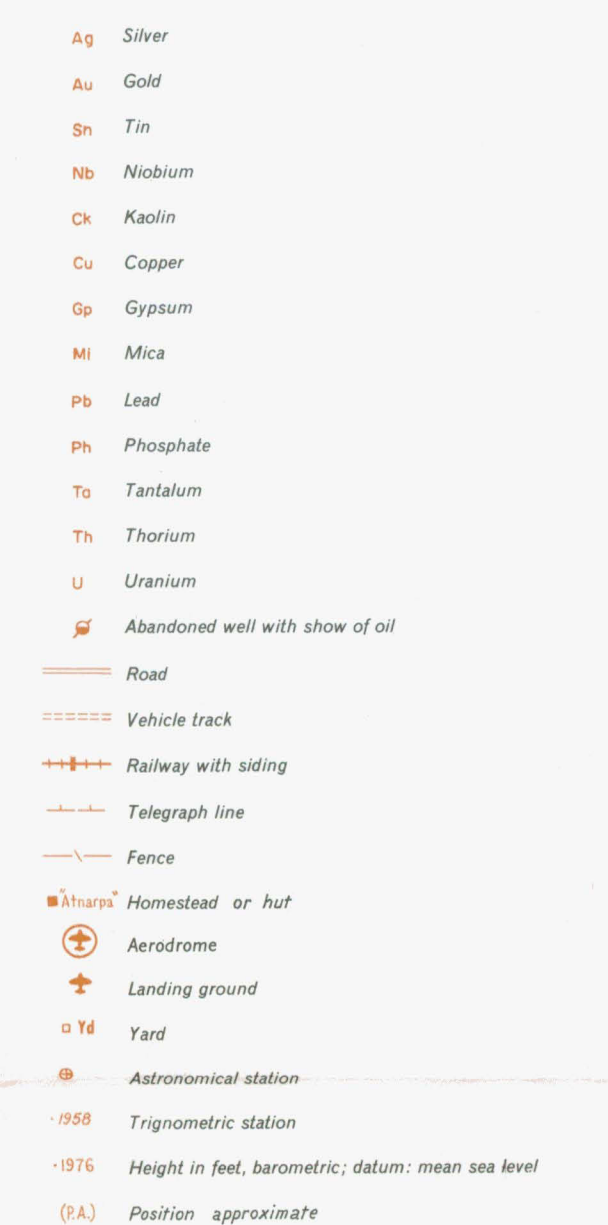 Ag Silver
Au Gold
Sn Tin
Nb Niobium
Ck Kaolin
Cu Copper
Gp Gypsum
Mi Mica
Pb Lead
Ph Phosphate
Ta Tantalum
Th Thorium
U Uranium
Abandoned well with show of oil
Road
Vehicle track
Railway with siding
Telegraph line
Fence
"Atnarpa" Homestead or hut
Aerodrome
Landing ground
Yd Yard
Astronomical station
·1958 Trignometric station
·1976 Height in feet, barometric; datum: mean sea level
(P.A.) Position approximate